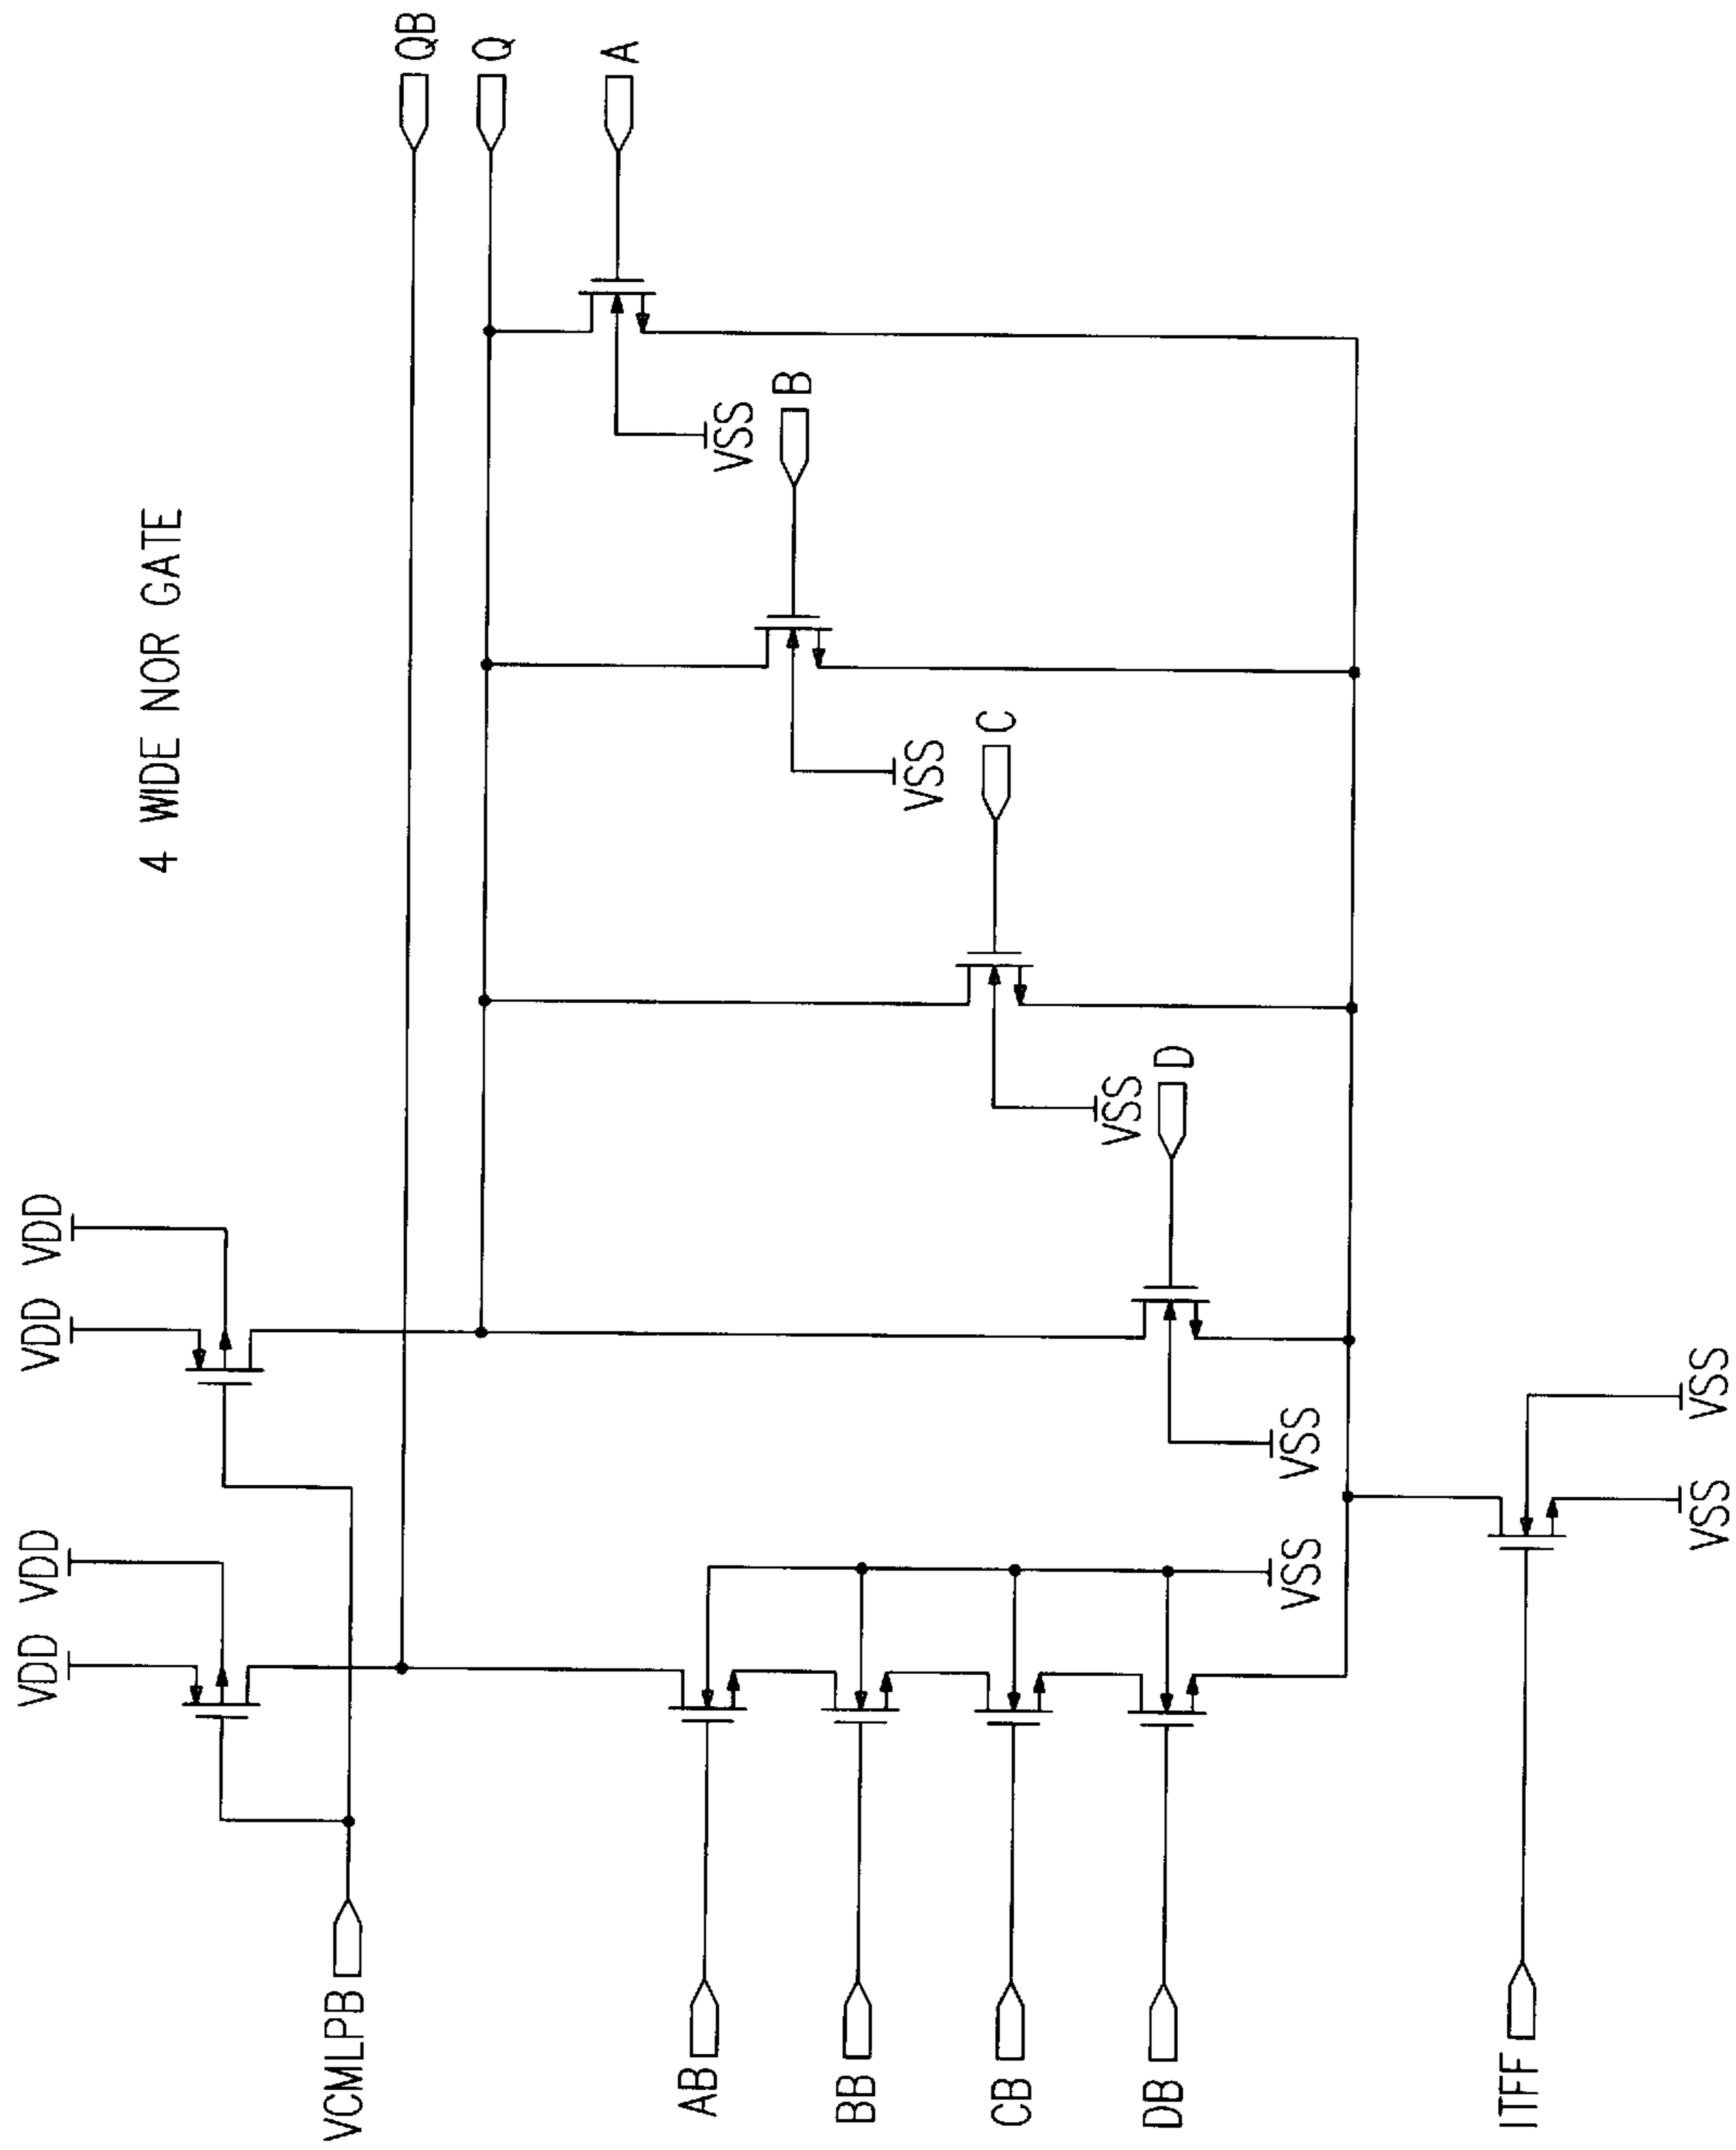 4 WIDE NOR GATE
VDD VDD
VDD VDD
VCMLPB
QB
Q
A
VSS
B
VSS
C
VSS
D
VSS
AB
BB
CB
DB
VSS
ITFF
VSS
VSS